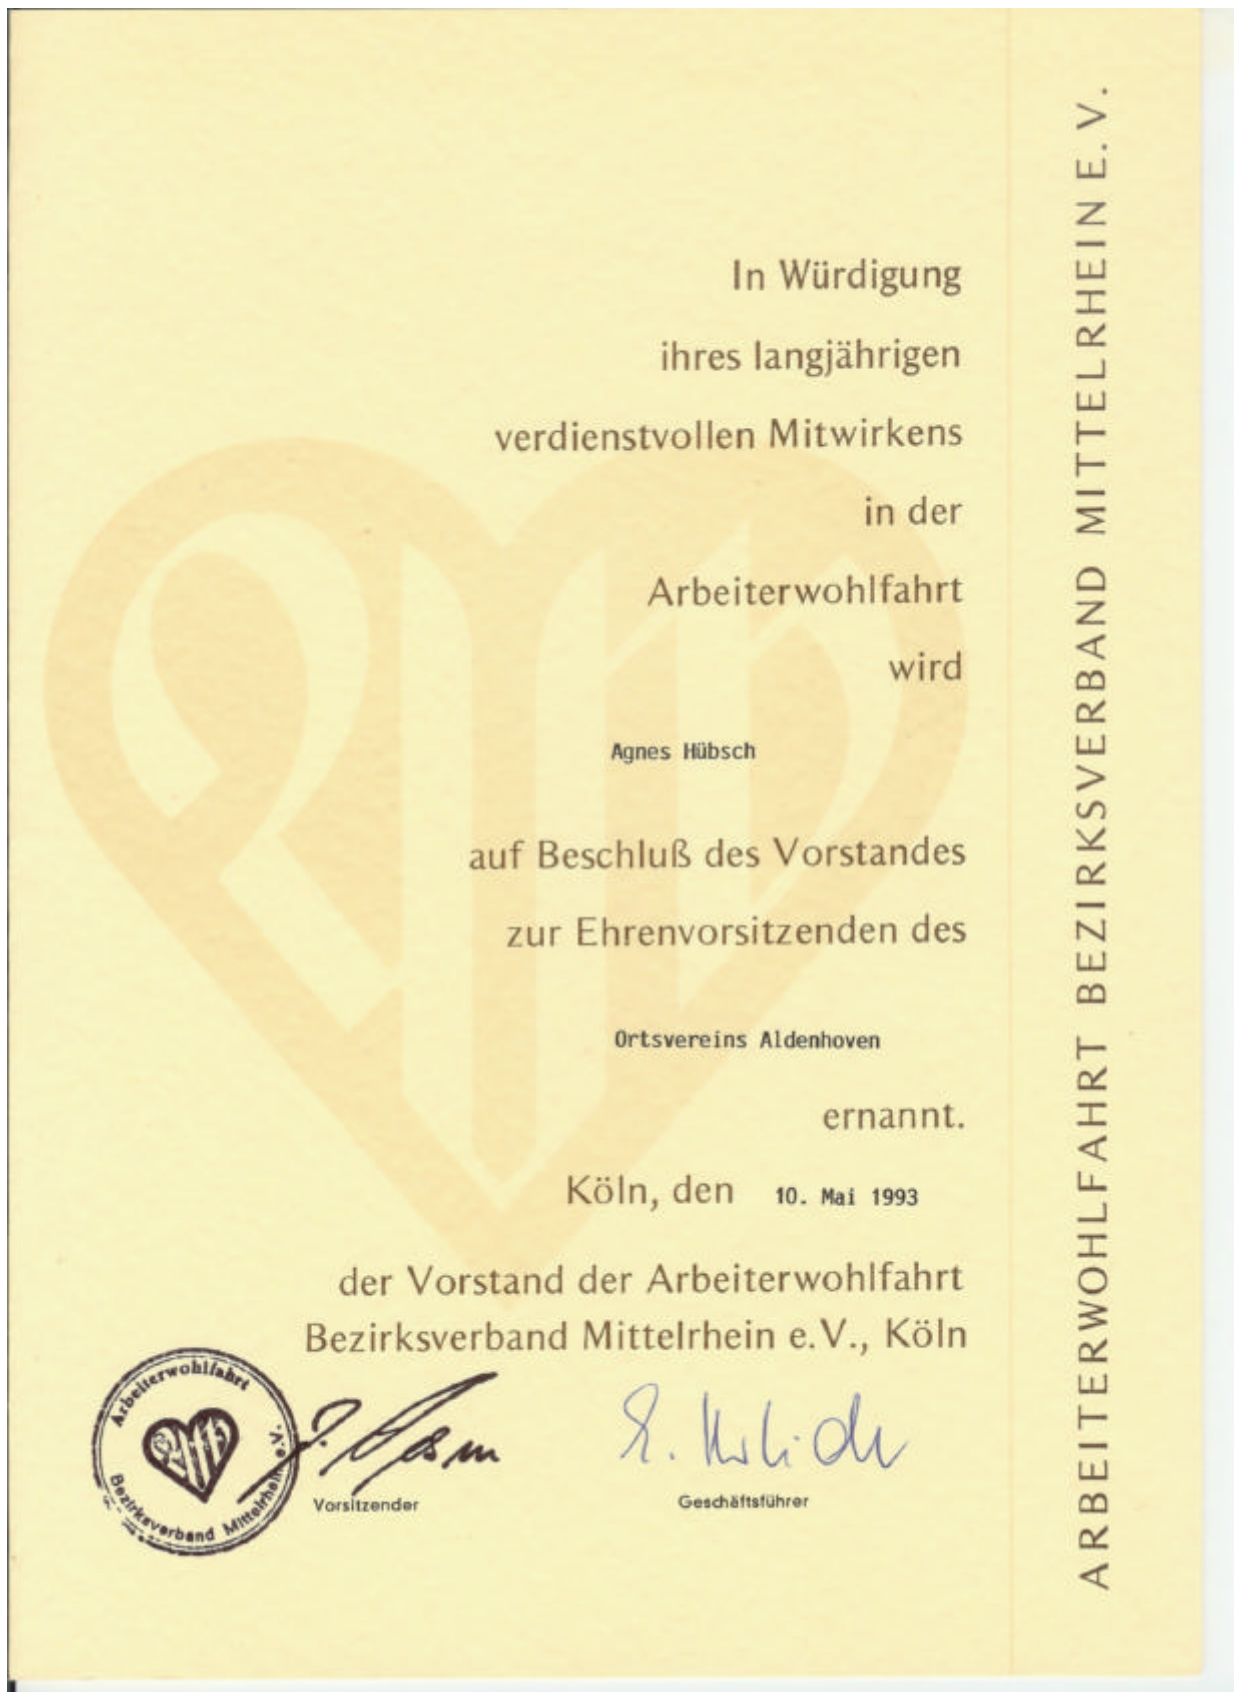 In Würdigung
ihres langjährigen
verdienstvollen Mitwirkens
in der
Arbeiterwohlfahrt
wird
Agnes Hübsch
auf Beschluß des Vorstandes
zur Ehrenvorsitzenden des
Ortsvereins Aldenhoven
ernannt.
Köln, den 10. Mai 1993
der Vorstand der Arbeiterwohlfahrt
Bezirksverband Mittelrhein e.V., Köln
Arbeiterwohlfahrt
Bezirksverband Mittelrhein e.V.
Vorsitzender
Geschäftsführer
ARBEITERWOHLFAHRT BEZIRKSVERBAND MITTELRHEIN E.V.